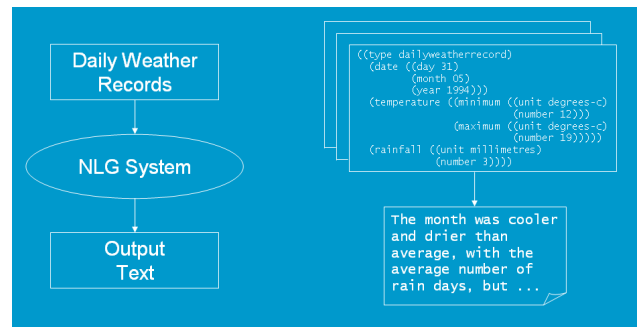 Daily Weather
Records
NLG System
Output
Text
((type dailyweatherrecord)
(date ((day 31)
(month 05)
(year 1994)))
(temperature ((minimum ((unit degrees-c)
(number 12)))
(maximum ((unit degrees-c)
(number 19)))))
(rainfall ((unit millimetres)
(number 3))))
The month was cooler
and drier than
average, with the
average number of
rain days, but ...